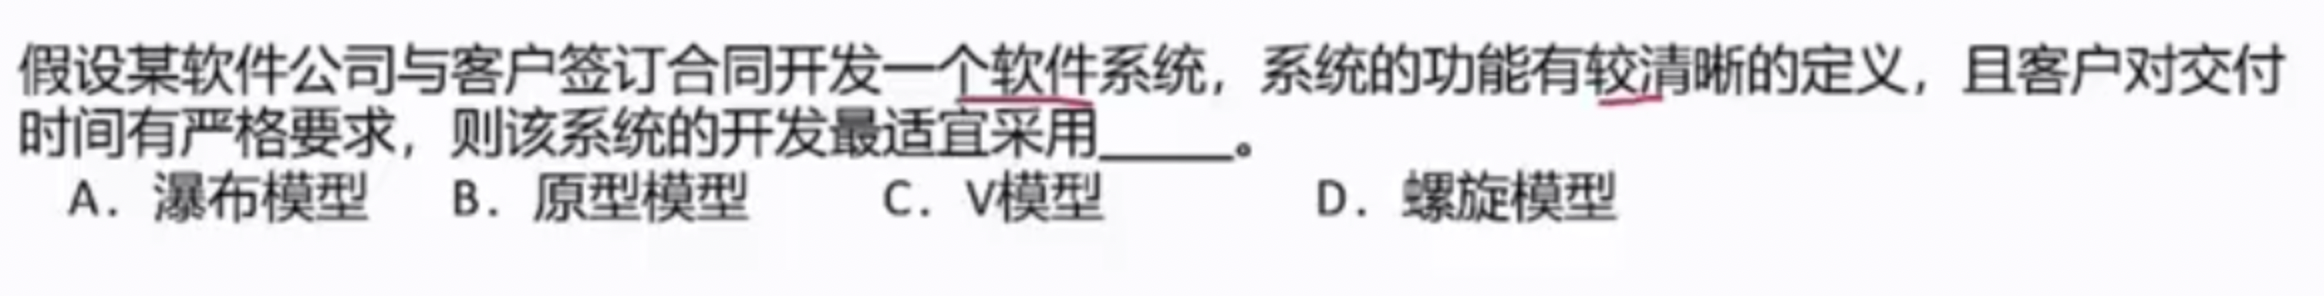 假设某软件公司与客户签订合同开发一个软件系统，系统的功能有较清晰的定义，且客户对交付
时间有严格要求，则该系统的开发最适宜采用_____。
A. 瀑布模型 B. 原型模型 C. V模型 D. 螺旋模型